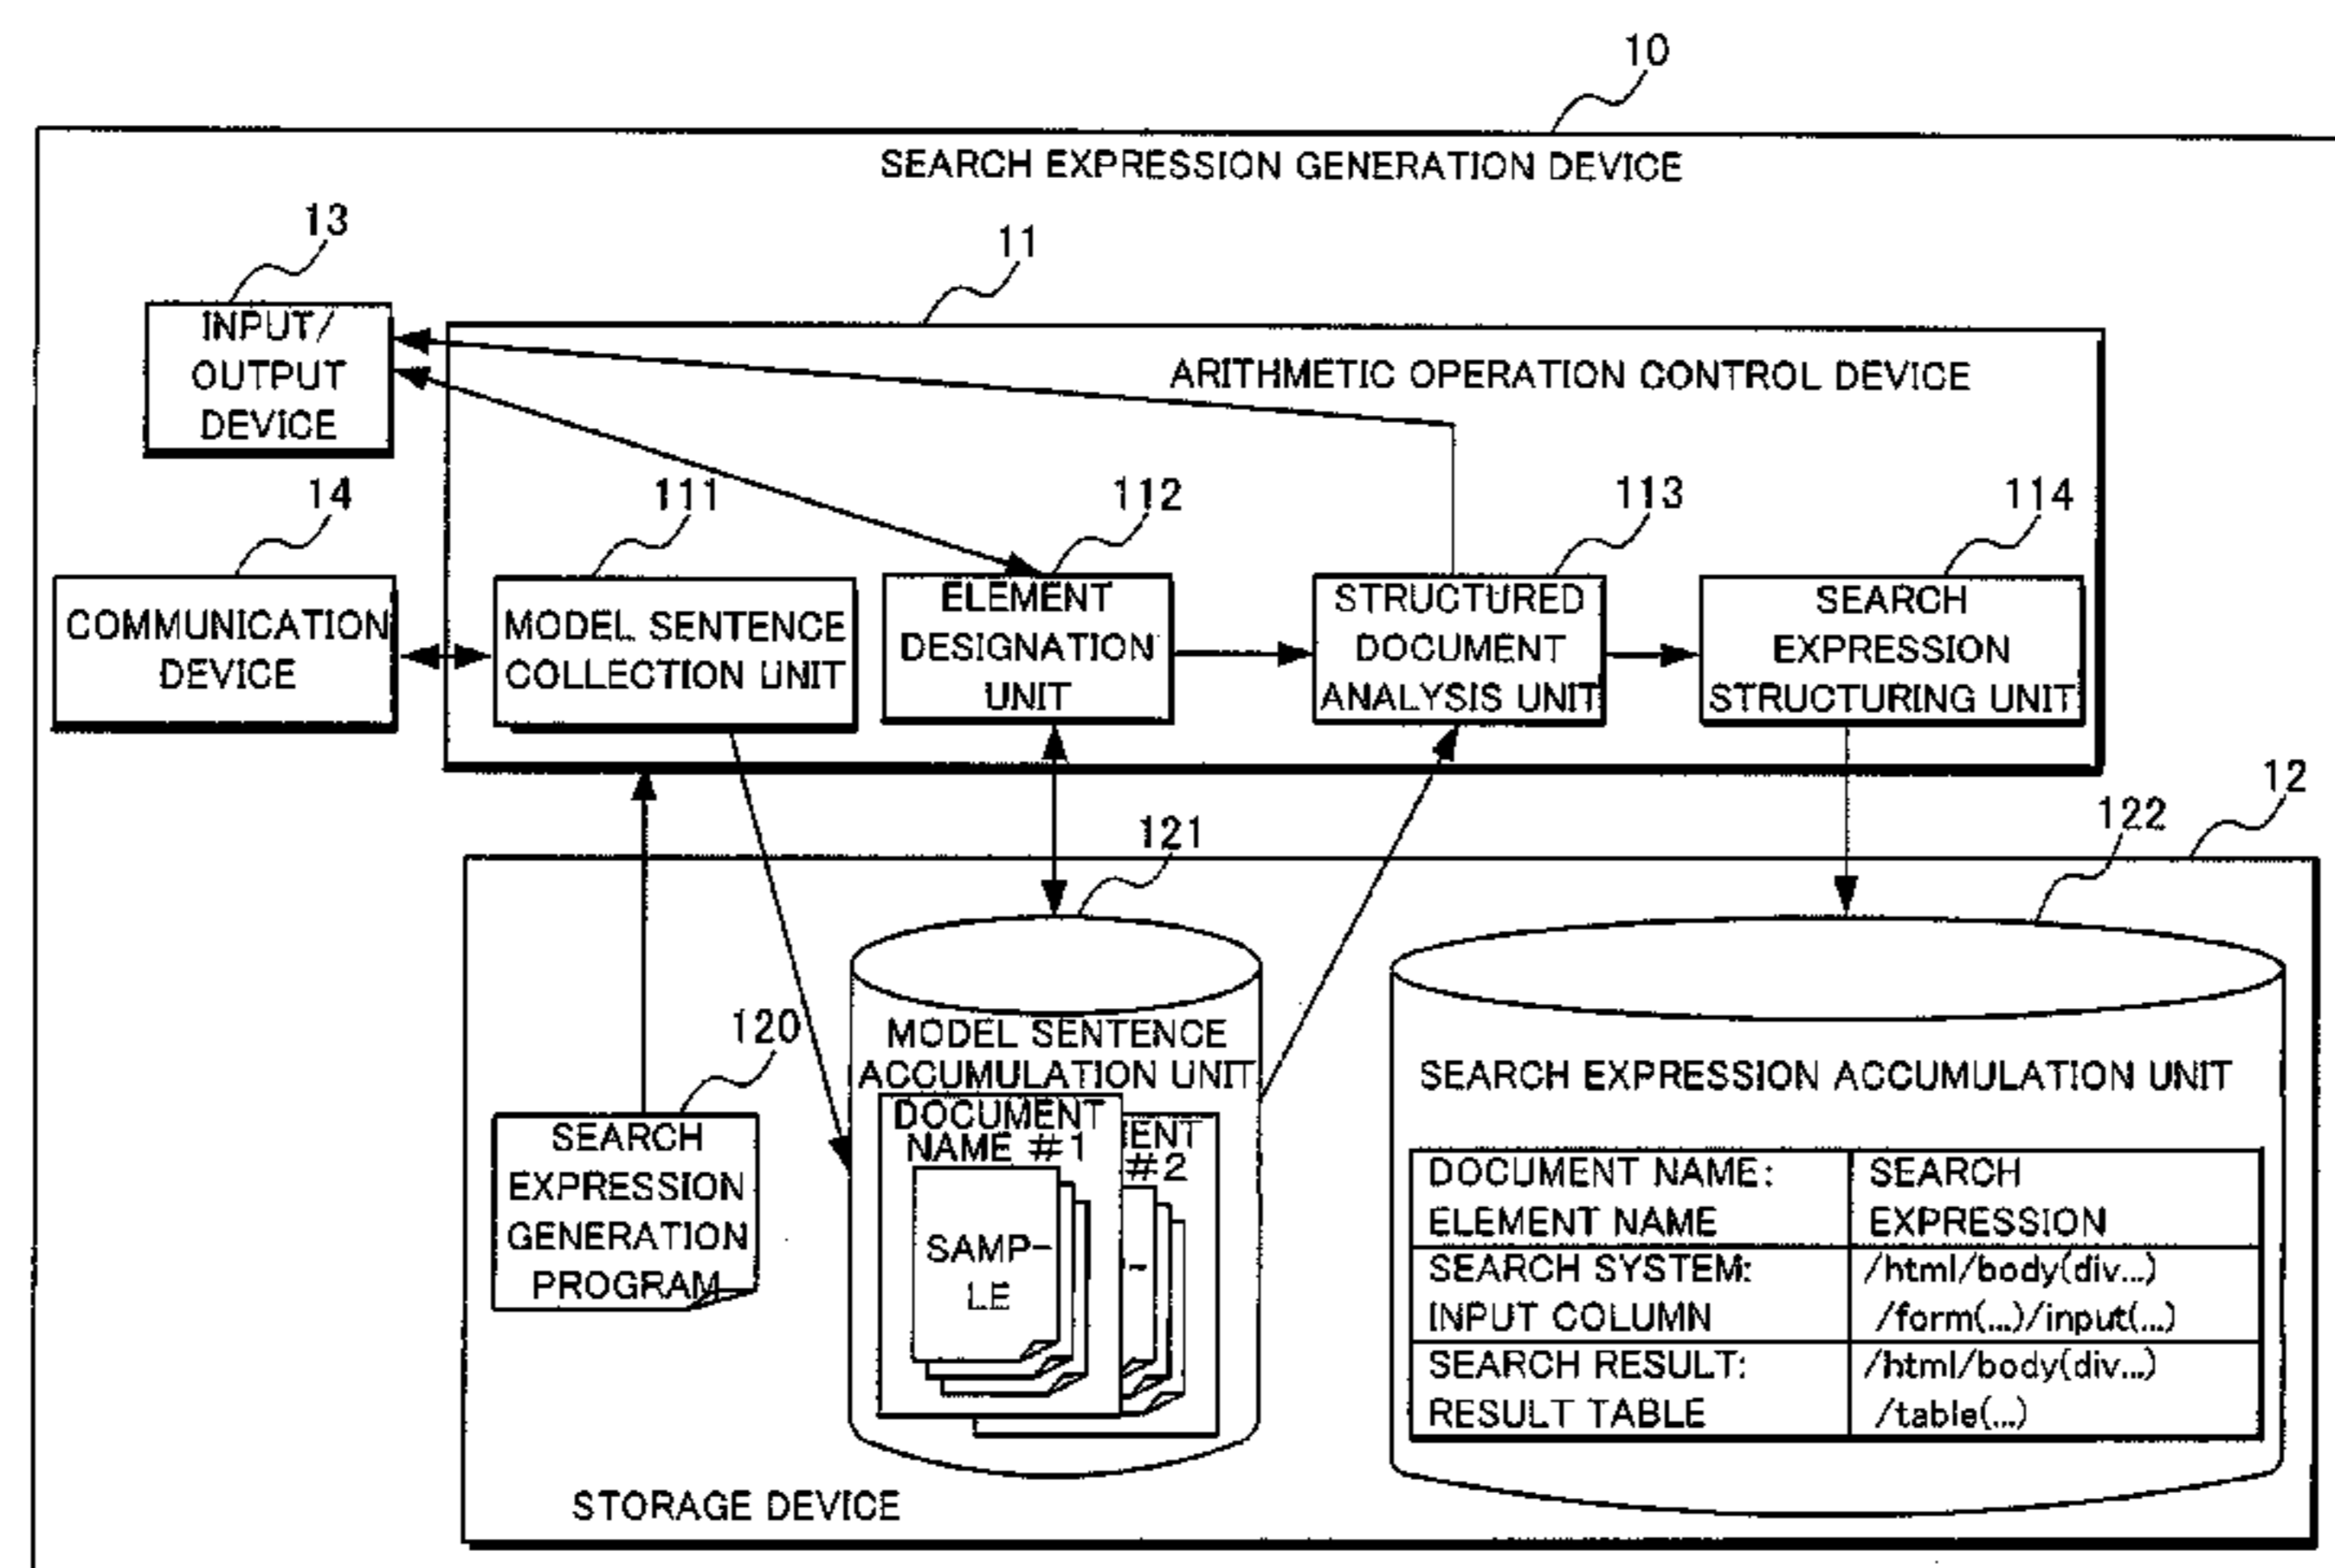 10
SEARCH EXPRESSION GENERATION DEVICE
13
11
INPUT/
OUTPUT
DEVICE
ARITHMETIC OPERATION CONTROL DEVICE
14
111
112
113
114
COMMUNICATION
DEVICE
MODEL SENTENCE
COLLECTION UNIT
ELEMENT
DESIGNATION
UNIT
STRUCTURED
DOCUMENT
ANALYSIS UNIT
SEARCH
EXPRESSION
STRUCTURING UNIT
12
121
122
120
SEARCH
EXPRESSION
GENERATION
PROGRAM
MODEL SENTENCE
ACCUMULATION UNIT
DOCUMENT
NAME #1
SAMP-
LE
MENT
#2
-
SEARCH EXPRESSION ACCUMULATION UNIT
DOCUMENT NAME:
ELEMENT NAME
SEARCH
EXPRESSION
SEARCH SYSTEM:
INPUT COLUMN
/html/body(div...)
/form(...)/input(...)
SEARCH RESULT:
RESULT TABLE
/html/body(div...)
/table(...)
STORAGE DEVICE